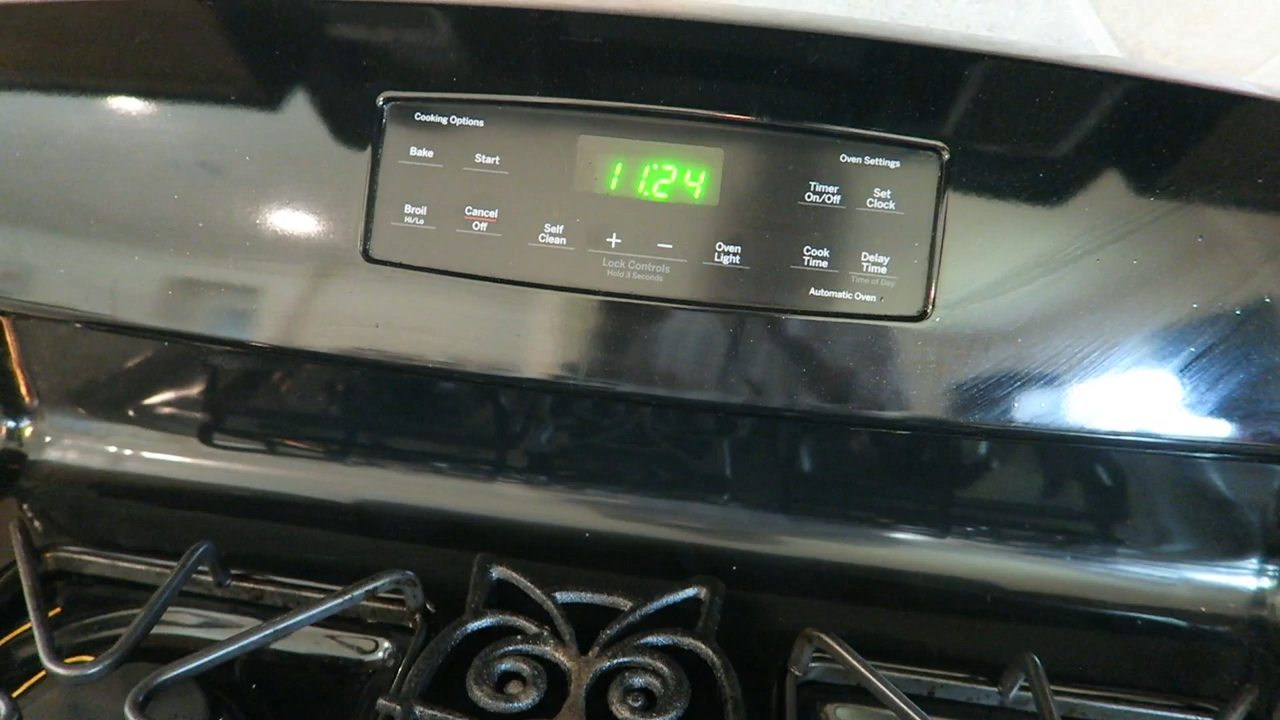 Cooking Options
Bake
Start
Broil
Hi/Lo
Cancel
Off
Self
Clean
11:24
+ −
Lock Controls
Hold 3 Seconds
Oven
Light
Oven Settings
Timer
On/Off
Set
Clock
Cook
Time
Delay
Time
Time of Day
Automatic Oven